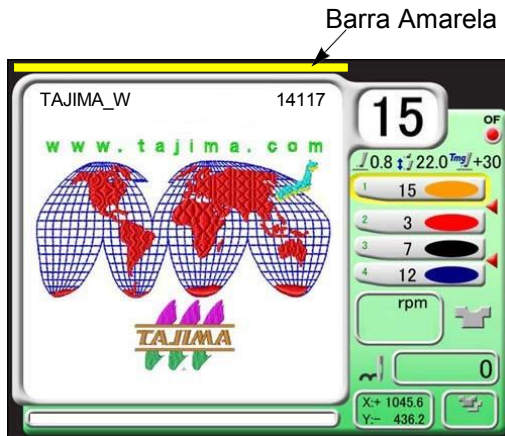 Barra Amarela
TAJIMA_W 14117
15
OF
www.tajima.com
0.8 22.0 Tmg +30
1 15
2 3
3 7
4 12
rpm
TAJIMA
0
X:+ 1045.6
Y:- 436.2